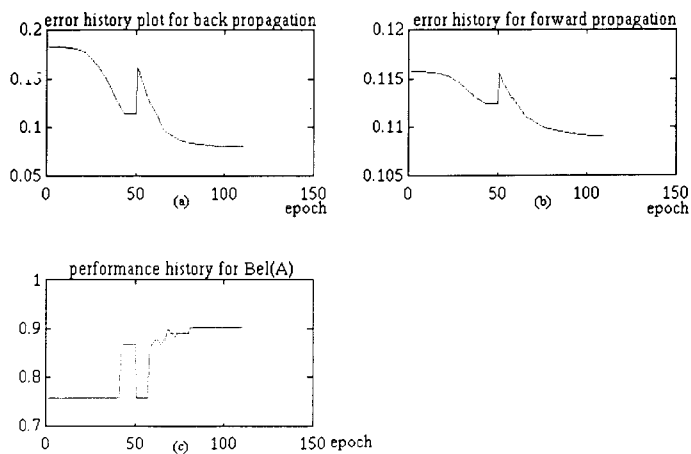 error history plot for back propagation
0.2
0.15
0.1
0.05
0 50 100 150
(a)
epoch
error history for forward propagation
0.12
0.115
0.11
0.105
0 50 100 150
(b)
epoch
performance history for Bel(A)
1
0.9
0.8
0.7
0 50 100 150 epoch
(c)